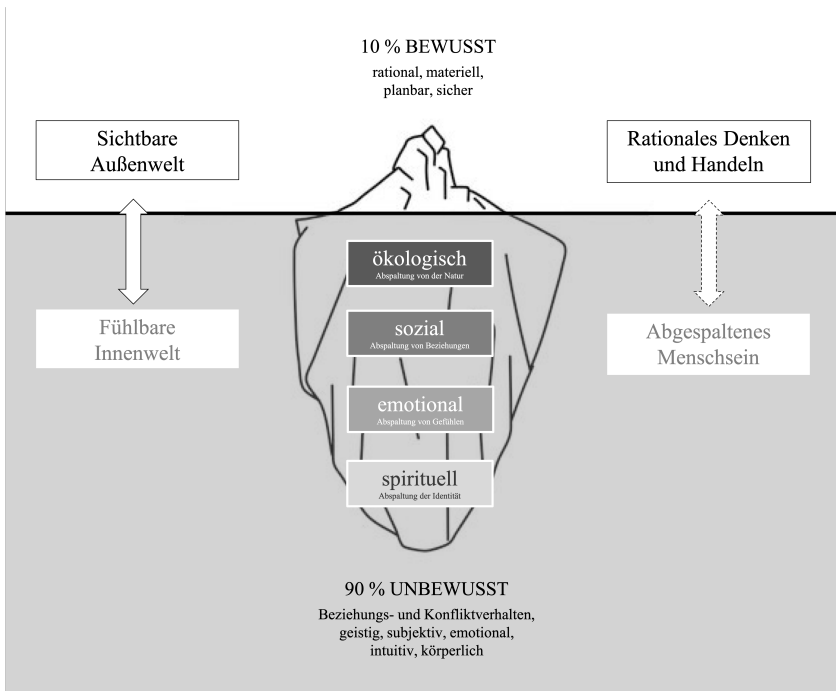 10 % BEWUSST
rational, materiell,
planbar, sicher
Sichtbare
Außenwelt
Rationales Denken
und Handeln
ökologisch
Abspaltung von der Natur
sozial
Abspaltung von Beziehungen
Fühlbare
Innenwelt
Abgespaltenes
Menschsein
emotional
Abspaltung von Gefühlen
spirituell
Abspaltung der Identität
90 % UNBEWUSST
Beziehungs- und Konfliktverhalten,
geistig, subjektiv, emotional,
intuitiv, körperlich